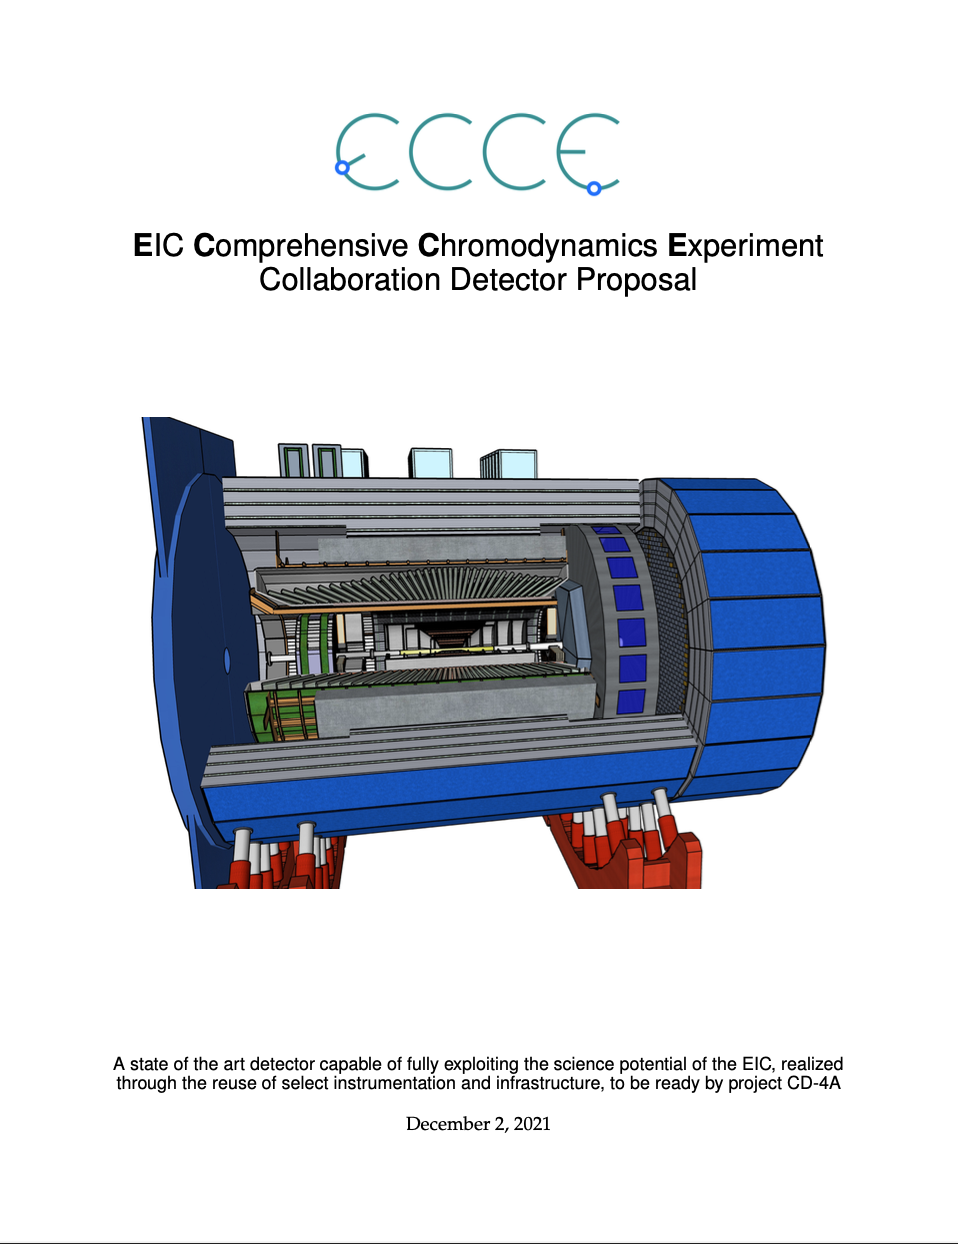 ECCE
EIC Comprehensive Chromodynamics Experiment
Collaboration Detector Proposal
A state of the art detector capable of fully exploiting the science potential of the EIC, realized
through the reuse of select instrumentation and infrastructure, to be ready by project CD-4A
December 2, 2021